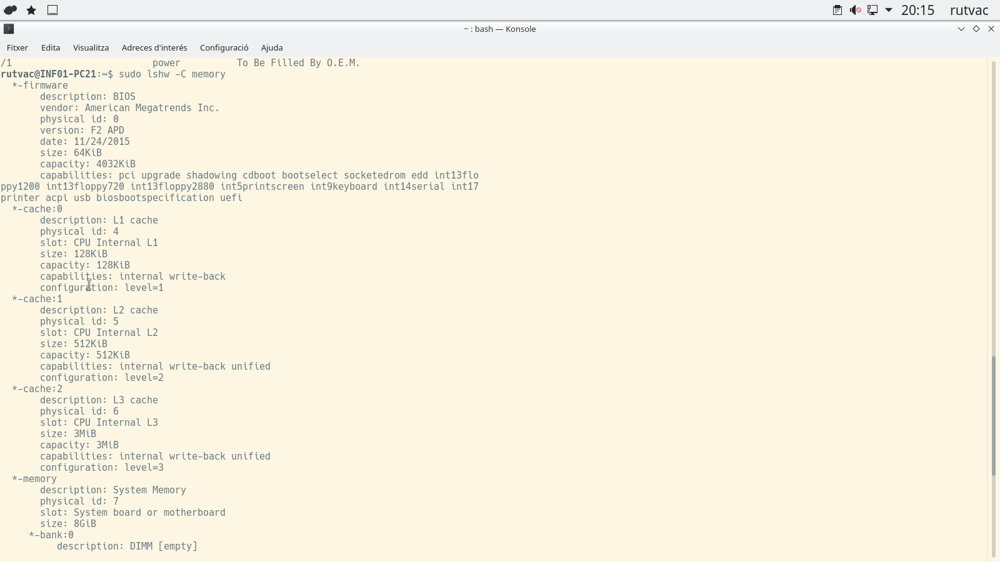 20:15 rutvac
~ : bash — Konsole
Fitxer Edita Visualitza Adreces d'interés Configuració Ajuda
/1                         power          To Be Filled By O.E.M.
rutvac@INF01-PC21:~$ sudo lshw -C memory
  *-firmware
       description: BIOS
       vendor: American Megatrends Inc.
       physical id: 0
       version: F2 APD
       date: 11/24/2015
       size: 64KiB
       capacity: 4032KiB
       capabilities: pci upgrade shadowing cdboot bootselect socketedrom edd int13flo
ppy1200 int13floppy720 int13floppy2880 int5printscreen int9keyboard int14serial int17
printer acpi usb biosbootspecification uefi
  *-cache:0
       description: L1 cache
       physical id: 4
       slot: CPU Internal L1
       size: 128KiB
       capacity: 128KiB
       capabilities: internal write-back
       configuration: level=1
  *-cache:1
       description: L2 cache
       physical id: 5
       slot: CPU Internal L2
       size: 512KiB
       capacity: 512KiB
       capabilities: internal write-back unified
       configuration: level=2
  *-cache:2
       description: L3 cache
       physical id: 6
       slot: CPU Internal L3
       size: 3MiB
       capacity: 3MiB
       capabilities: internal write-back unified
       configuration: level=3
  *-memory
       description: System Memory
       physical id: 7
       slot: System board or motherboard
       size: 8GiB
     *-bank:0
          description: DIMM [empty]